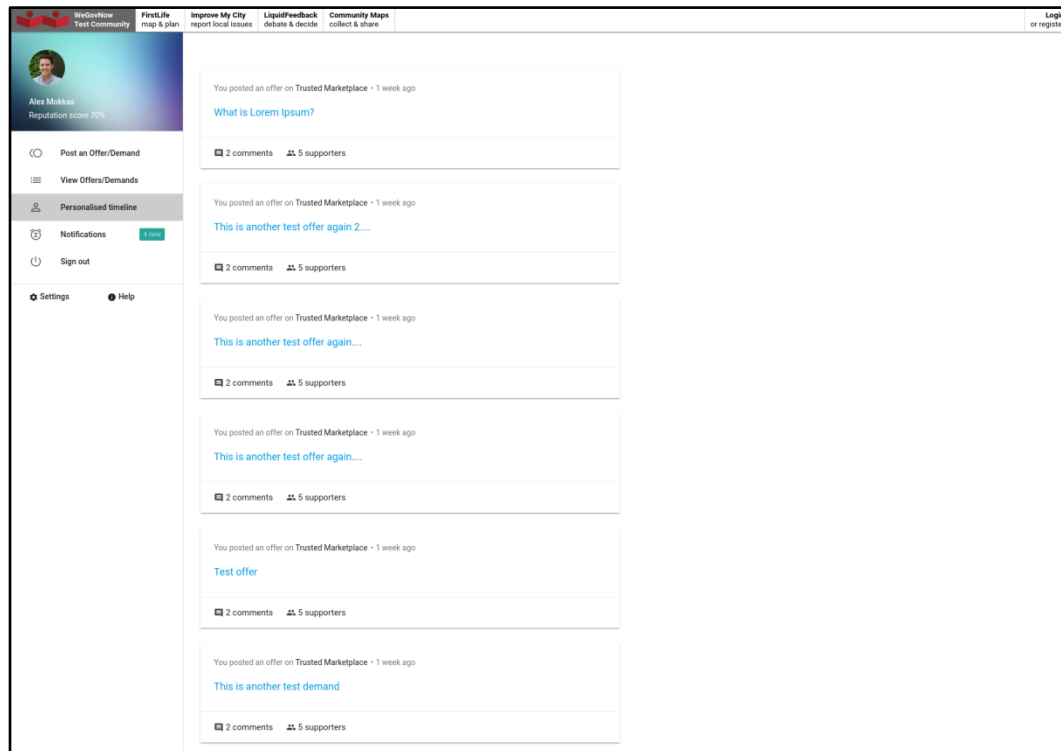 WeGovNow
Test Community
FirstLife
map & plan
Improve My City
report local issues
LiquidFeedback
debate & decide
Community Maps
collect & share
Login
or registe
Alex Mokkas
Reputation score 70%
Post an Offer/Demand
View Offers/Demands
Personalised timeline
Notifications
4 new
Sign out
Settings
Help
You posted an offer on Trusted Marketplace • 1 week ago
What is Lorem Ipsum?
2 comments 5 supporters
You posted an offer on Trusted Marketplace • 1 week ago
This is another test offer again 2....
2 comments 5 supporters
You posted an offer on Trusted Marketplace • 1 week ago
This is another test offer again....
2 comments 5 supporters
You posted an offer on Trusted Marketplace • 1 week ago
This is another test offer again....
2 comments 5 supporters
You posted an offer on Trusted Marketplace • 1 week ago
Test offer
2 comments 5 supporters
You posted an offer on Trusted Marketplace • 1 week ago
This is another test demand
2 comments 5 supporters